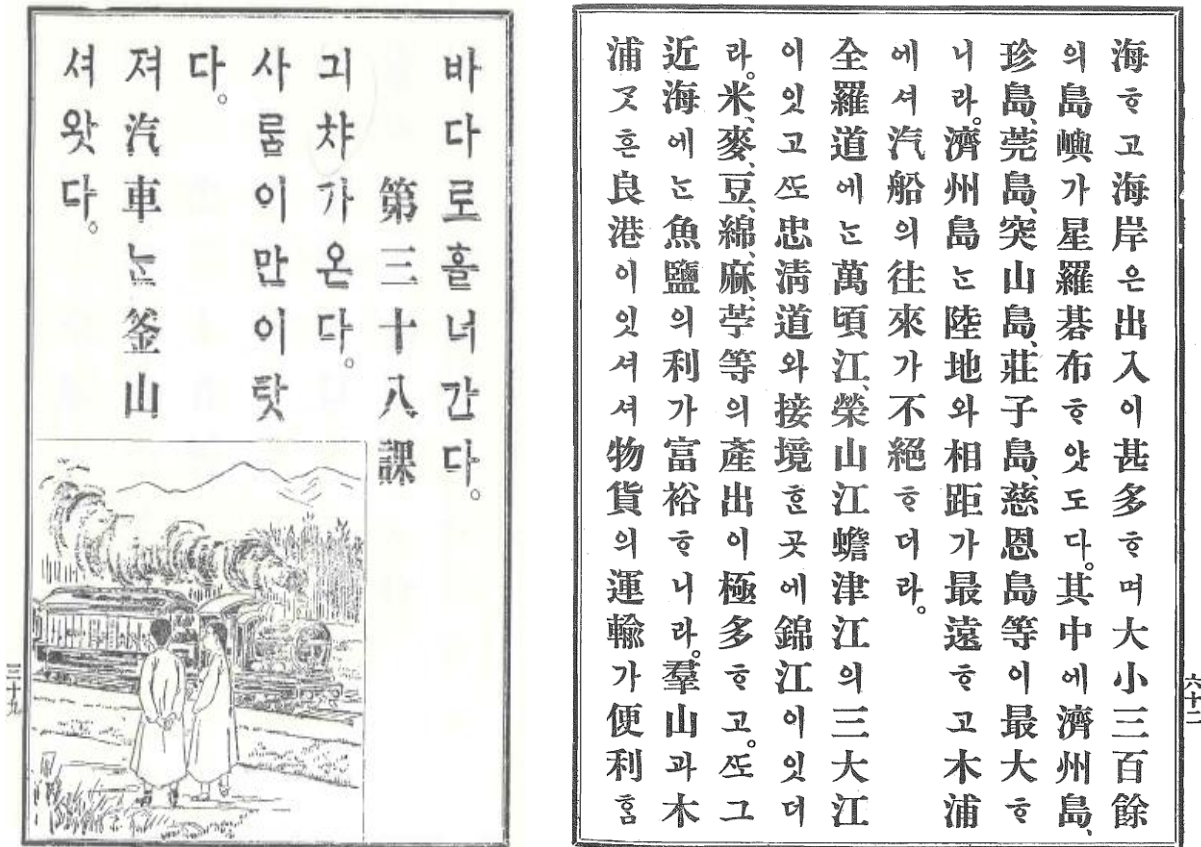 바다로흘너간다。
第三十八課
긔챠가온다。
사ᄅᆞᆷ이만이탓
다。
져汽車ᄂᆞᆫ釜山
셔왓다。
三十九
海ᄒᆞ고海岸은出入이甚多ᄒᆞ며大小三百餘
의島嶼가星羅碁布ᄒᆞ얏도다。其中에濟州島、
珍島、莞島、突山島、莊子島、慈恩島等이最大ᄒᆞ
니라。濟州島ᄂᆞᆫ陸地와相距가最遠ᄒᆞ고木浦
에셔汽船의往來가不絕ᄒᆞ더라。
全羅道에ᄂᆞᆫ萬頃江、榮山江蟾津江의三大江
이잇고ᄯᅩ忠淸道와接境ᄒᆞᆫ곳에錦江이잇더
라。米、麥、豆、綿、麻、苧等의產出이極多ᄒᆞ고。ᄯᅩ그
近海에ᄂᆞᆫ魚鹽의利가富裕ᄒᆞ니라。羣山과木
浦ᄀᆞᆺ흔良港이잇셔셔物貨의運輸가便利ᄒᆞᆷ
六十二